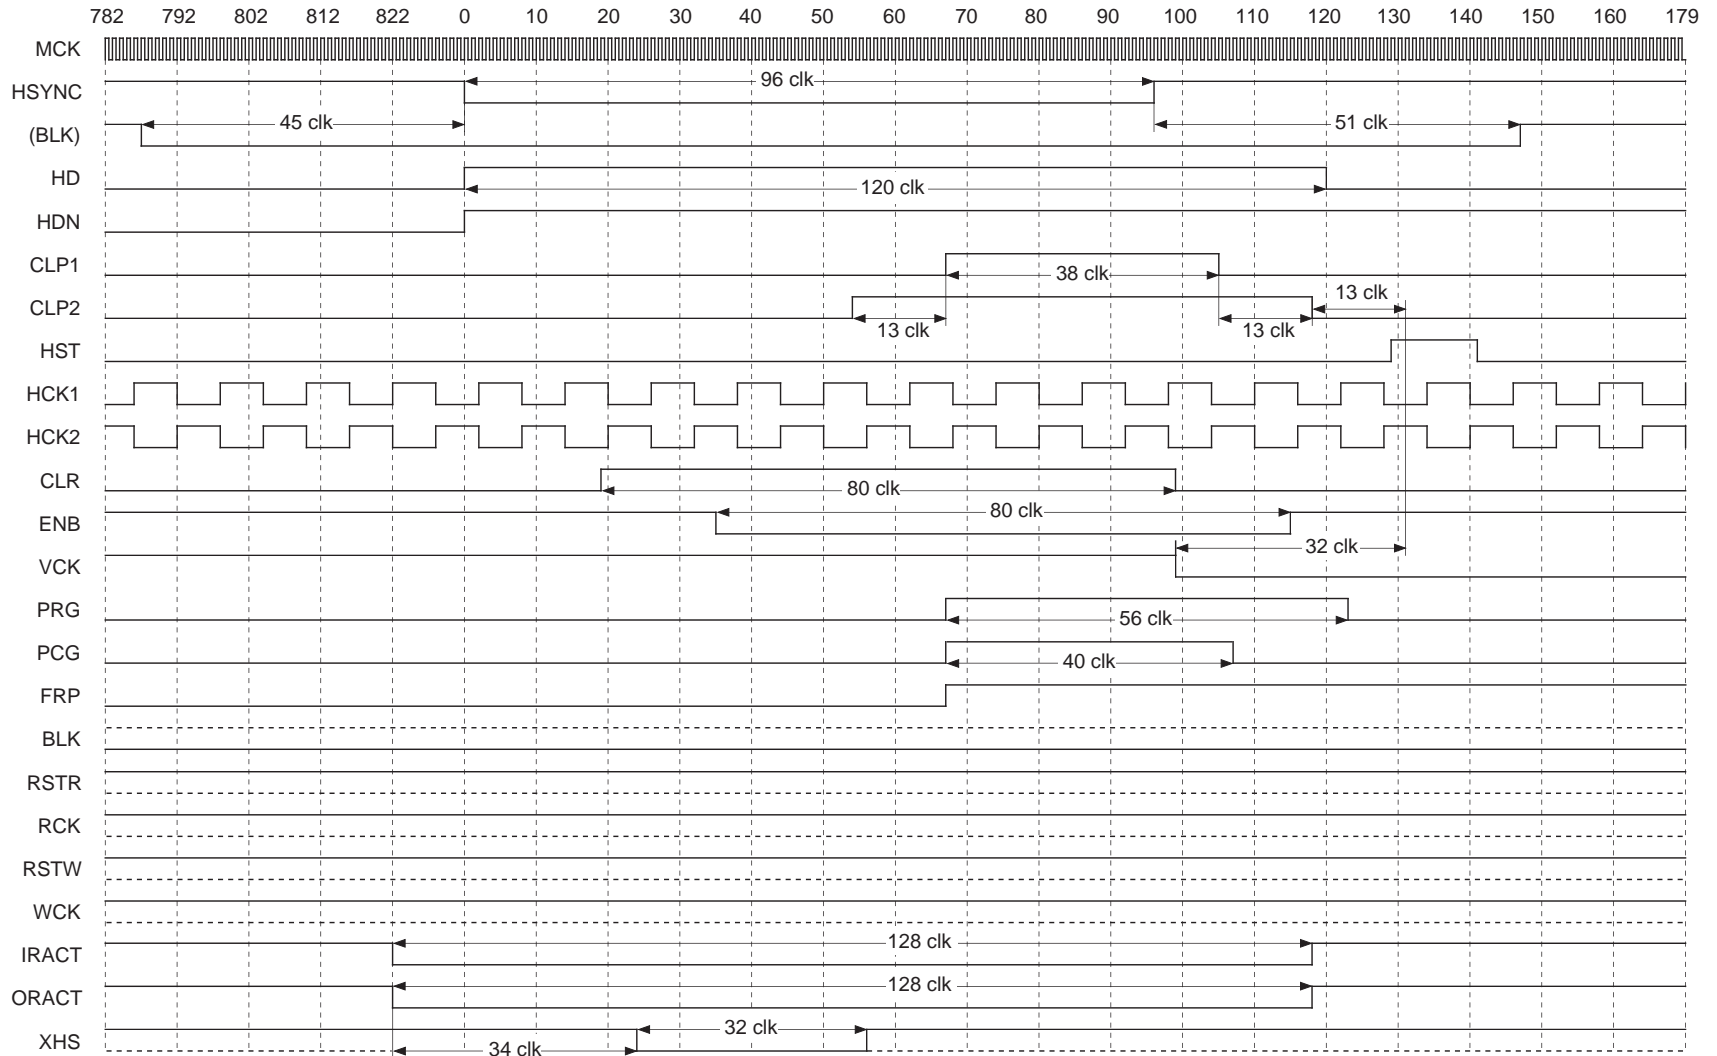 782 792 802 812 822 0 10 20 30 40 50 60 70 80 90 100 110 120 130 140 150 160 179
MCK
HSYNC 96 clk
(BLK) 45 clk 51 clk
HD 120 clk
HDN
CLP1 38 clk
CLP2 13 clk 13 clk 13 clk
HST
HCK1
HCK2
CLR 80 clk
ENB 80 clk
VCK 32 clk
PRG 56 clk
PCG 40 clk
FRP
BLK
RSTR
RCK
RSTW
WCK
IRACT 128 clk
ORACT 128 clk
XHS 34 clk 32 clk